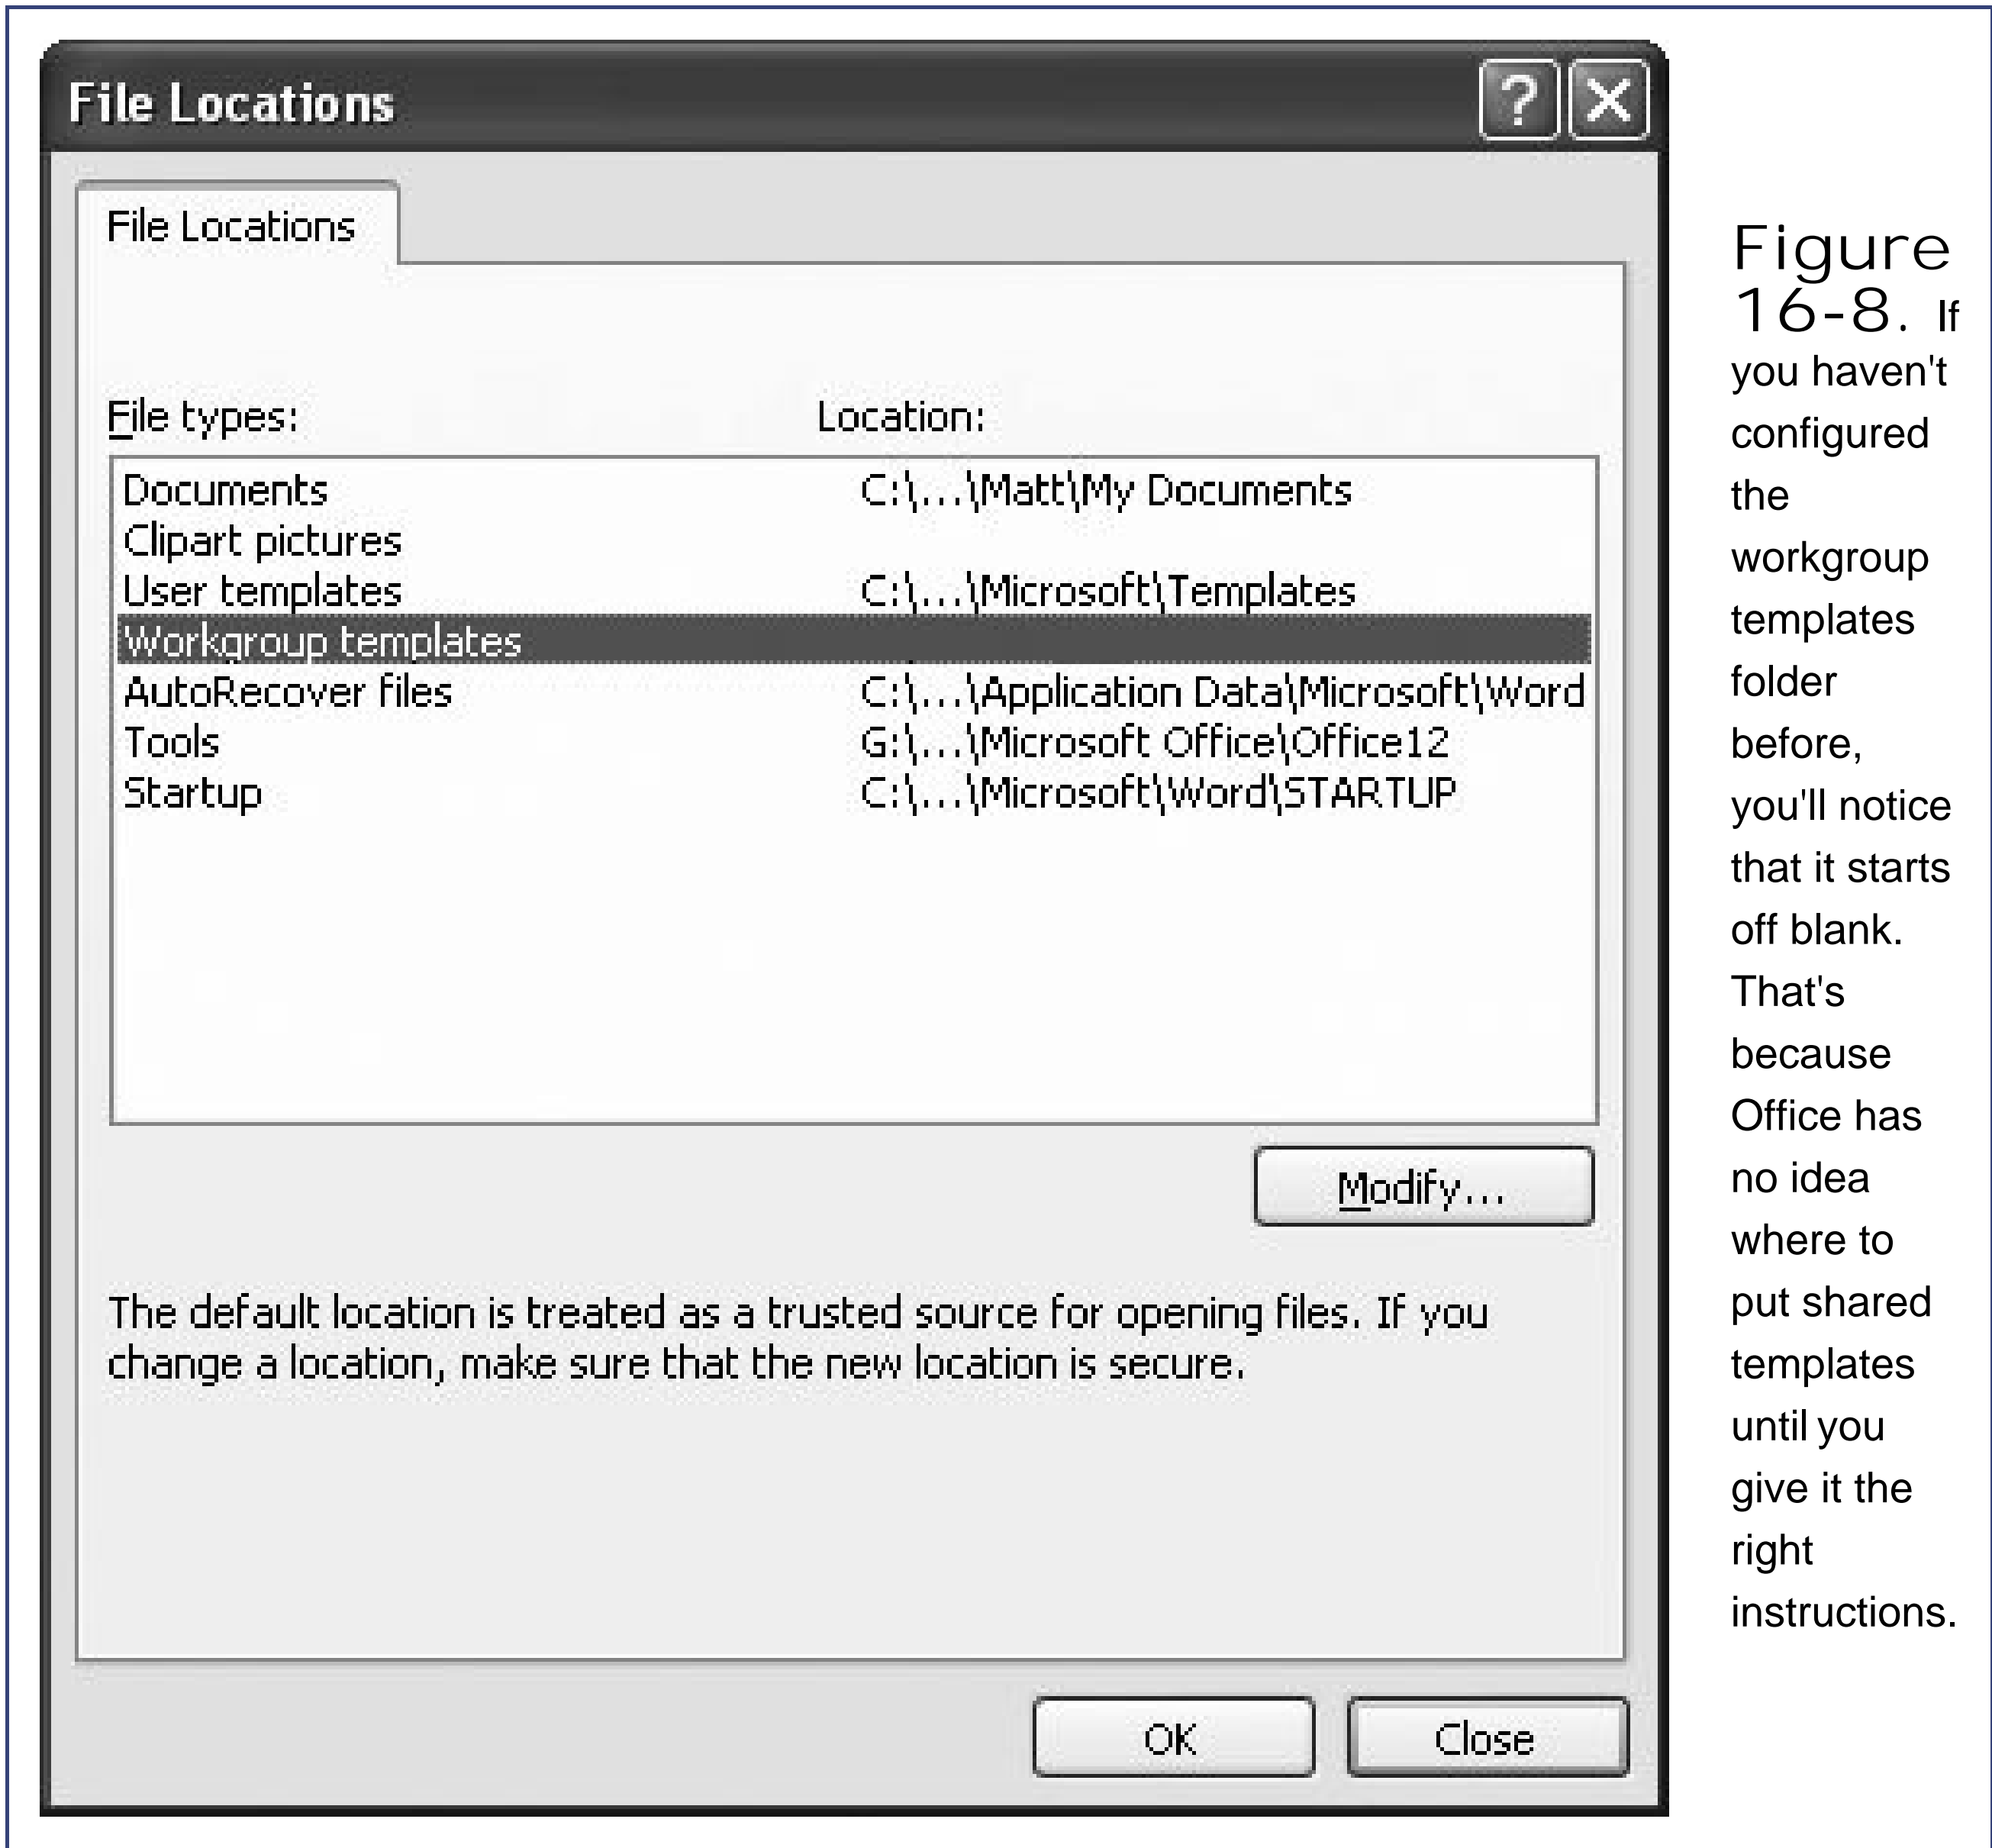 File Locations
File Locations
File types: Location:
Documents C:\...\Matt\My Documents
Clipart pictures
User templates C:\...\Microsoft\Templates
Workgroup templates
AutoRecover files C:\...\Application Data\Microsoft\Word
Tools G:\...\Microsoft Office\Office12
Startup C:\...\Microsoft\Word\STARTUP
Modify...
The default location is treated as a trusted source for opening files. If you
change a location, make sure that the new location is secure.
OK Close
Figure
16-8. If
you haven't
configured
the
workgroup
templates
folder
before,
you'll notice
that it starts
off blank.
That's
because
Office has
no idea
where to
put shared
templates
until you
give it the
right
instructions.